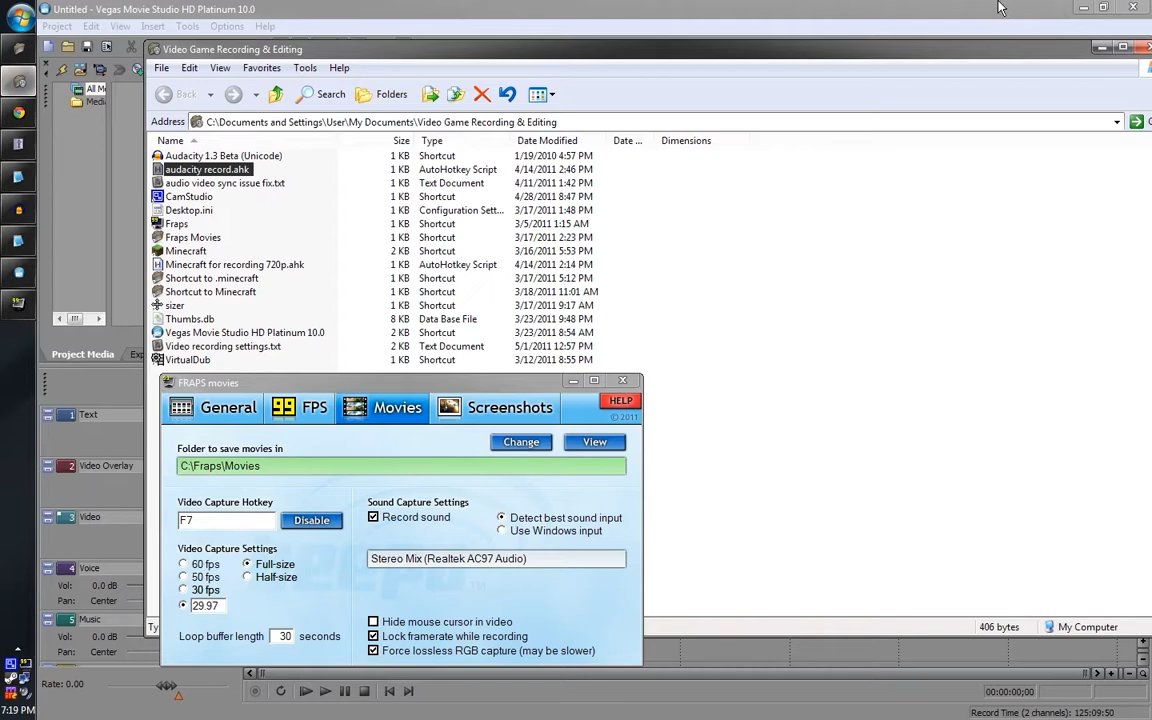 Untitled - Vegas Movie Studio HD Platinum 10.0
Project Edit View Insert Tools Options Help
Video Game Recording & Editing
File Edit View Favorites Tools Help
Back Search Folders
Address C:\Documents and Settings\User\My Documents\Video Game Recording & Editing
Name Size Type Date Modified Date ... Dimensions
Audacity 1.3 Beta (Unicode) 1 KB Shortcut 1/19/2010 4:57 PM
audacity record.ahk 1 KB AutoHotkey Script 4/14/2011 2:46 PM
audio video sync issue fix.txt 1 KB Text Document 4/11/2011 1:42 PM
CamStudio 1 KB Shortcut 4/28/2011 8:47 PM
Desktop.ini 1 KB Configuration Sett... 3/17/2011 1:48 PM
Fraps 1 KB Shortcut 3/5/2011 1:15 AM
Fraps Movies 1 KB Shortcut 3/17/2011 2:23 PM
Minecraft 2 KB Shortcut 3/16/2011 5:53 PM
Minecraft for recording 720p.ahk 1 KB AutoHotkey Script 4/14/2011 2:14 PM
Shortcut to .minecraft 1 KB Shortcut 3/17/2011 5:12 PM
Shortcut to Minecraft 1 KB Shortcut 3/18/2011 11:01 AM
sizer 1 KB Shortcut 3/17/2011 9:17 AM
Thumbs.db 8 KB Data Base File 3/23/2011 9:48 PM
Vegas Movie Studio HD Platinum 10.0 2 KB Shortcut 3/23/2011 8:54 AM
Video recording settings.txt 2 KB Text Document 5/1/2011 12:57 PM
VirtualDub 1 KB Shortcut 3/12/2011 8:55 PM
All Me
Media
Project Media Exp
1 Text
2 Video Overlay
3 Video
4 Voice
Vol: 0.0 dB
Pan: Center
5 Music
Vol: 0.0 dB
Pan: Center
Rate: 0.00
FRAPS movies
General 99 FPS Movies Screenshots HELP
© 2011
Folder to save movies in Change View
C:\Fraps\Movies
Video Capture Hotkey
F7 Disable
Sound Capture Settings
Record sound
Detect best sound input
Use Windows input
Stereo Mix (Realtek AC97 Audio)
Video Capture Settings
60 fps Full-size
50 fps Half-size
30 fps
29.97
Loop buffer length 30 seconds
Hide mouse cursor in video
Lock framerate while recording
Force lossless RGB capture (may be slower)
Ty
406 bytes My Computer
00:00:00;00
Record Time (2 channels): 125:09:50
7:19 PM